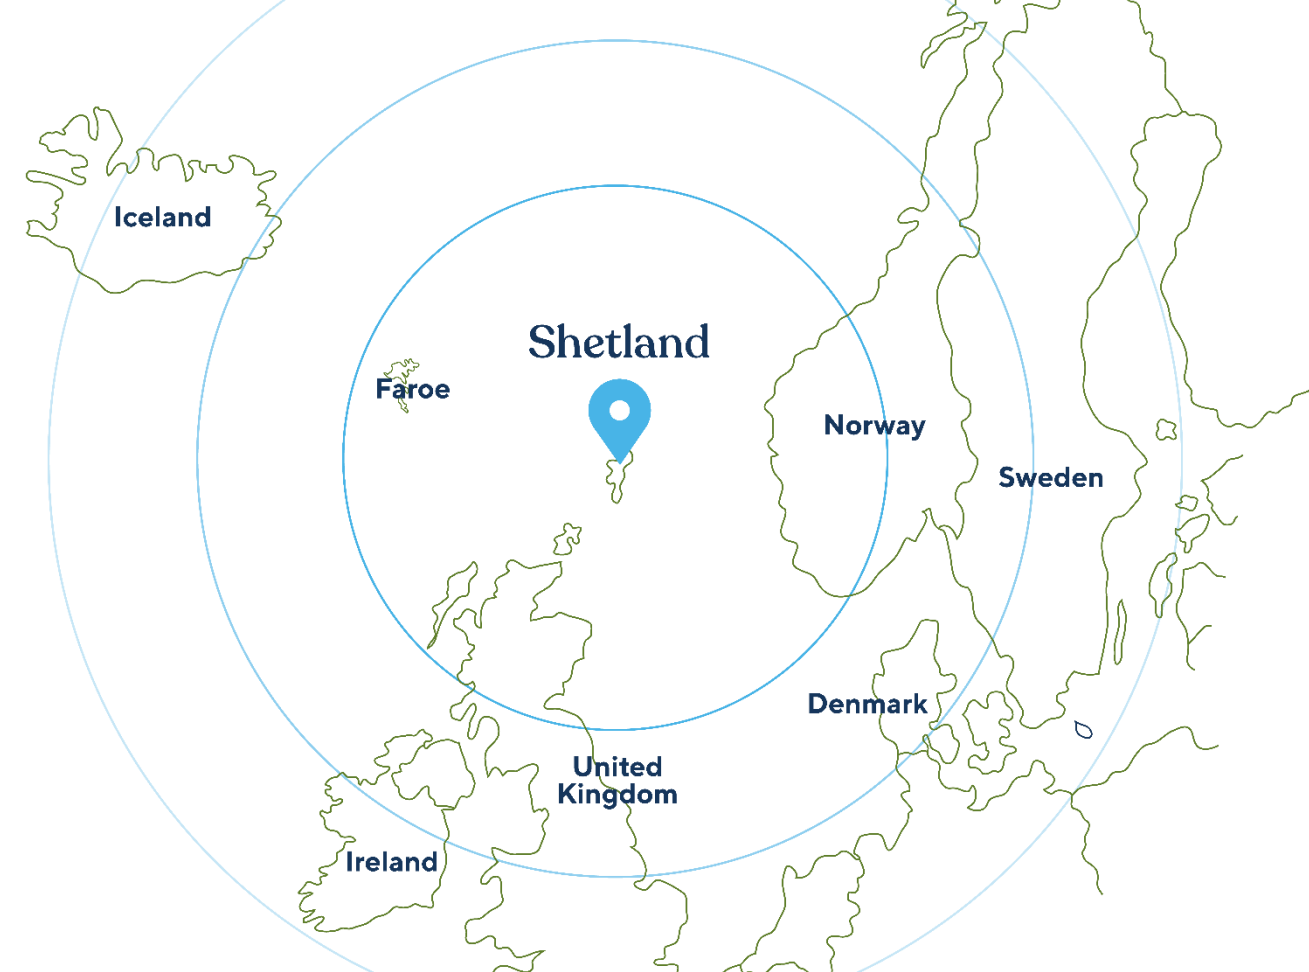 Iceland
Shetland
Faroe
Norway
Sweden
Denmark
United
Kingdom
Ireland